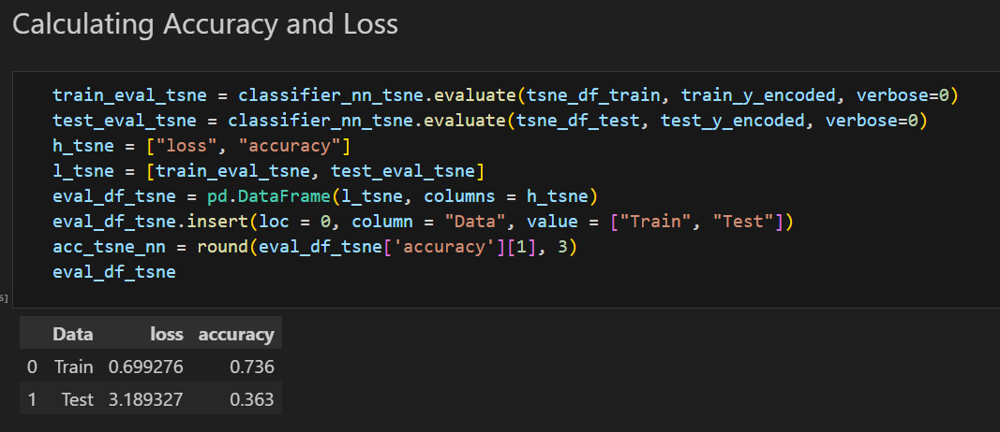 Calculating Accuracy and Loss
train_eval_tsne = classifier_nn_tsne.evaluate(tsne_df_train, train_y_encoded, verbose=0)
test_eval_tsne = classifier_nn_tsne.evaluate(tsne_df_test, test_y_encoded, verbose=0)
h_tsne = ["loss", "accuracy"]
l_tsne = [train_eval_tsne, test_eval_tsne]
eval_df_tsne = pd.DataFrame(l_tsne, columns = h_tsne)
eval_df_tsne.insert(loc = 0, column = "Data", value = ["Train", "Test"])
acc_tsne_nn = round(eval_df_tsne['accuracy'][1], 3)
eval_df_tsne
6]
Data loss accuracy
0 Train 0.699276 0.736
1 Test 3.189327 0.363